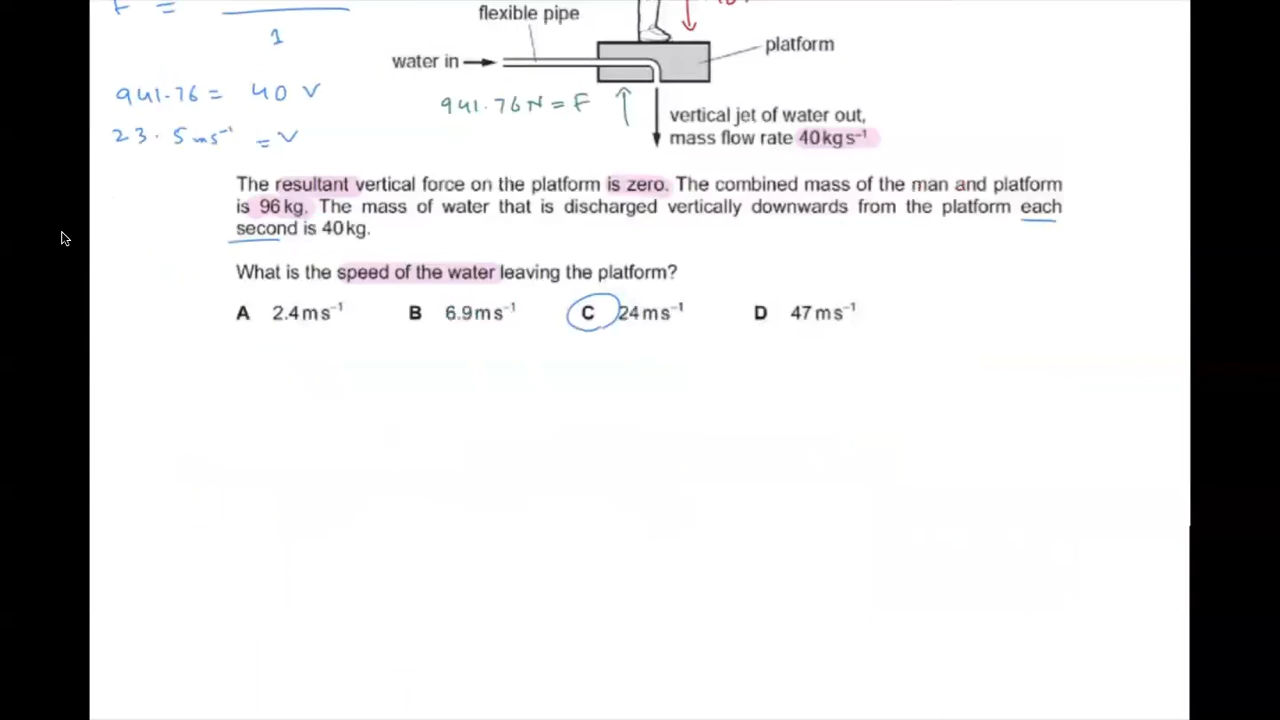 F =
1
flexible pipe
platform
water in
941.76 = 40 V
941.76N = F
vertical jet of water out,
mass flow rate 40 kg s⁻¹
23.5 ms⁻¹ = V
The resultant vertical force on the platform is zero. The combined mass of the man and platform
is 96 kg. The mass of water that is discharged vertically downwards from the platform each
second is 40 kg.
What is the speed of the water leaving the platform?
A 2.4 m s⁻¹ B 6.9 m s⁻¹ C 24 m s⁻¹ D 47 m s⁻¹